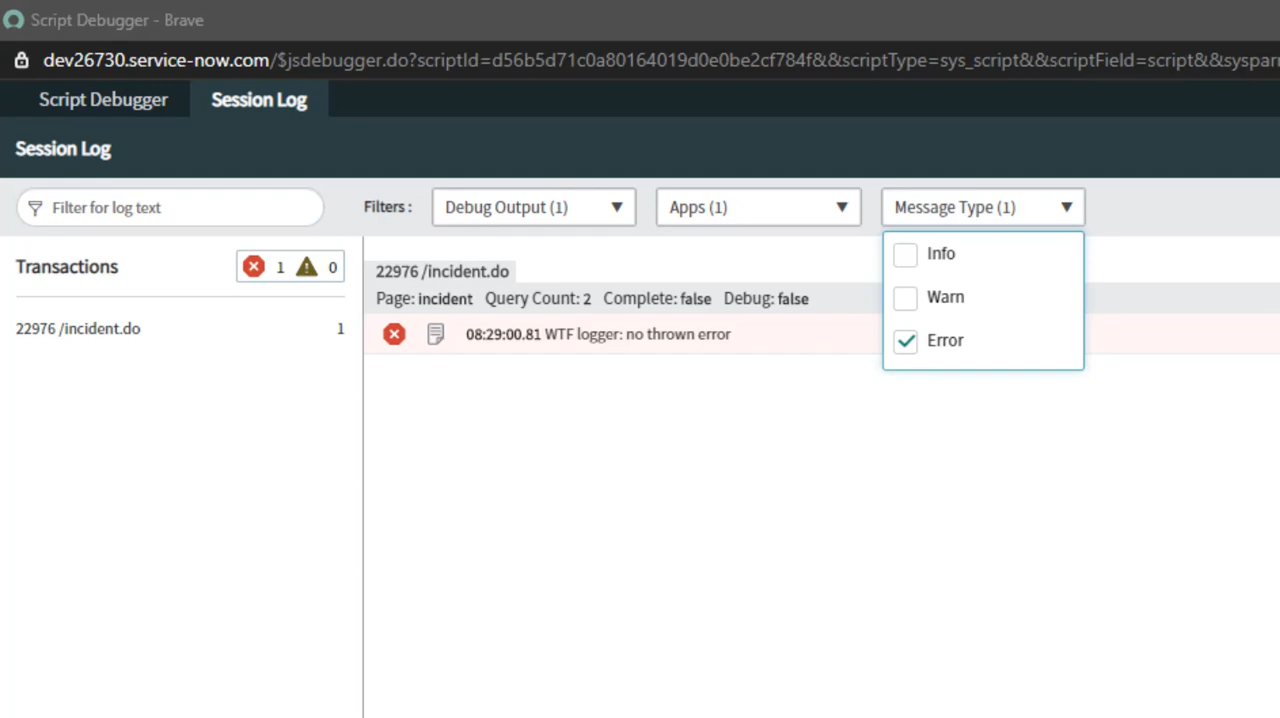 Script Debugger - Brave
dev26730.service-now.com/$jsdebugger.do?scriptId=d56b5d71c0a80164019d0e0be2cf784f&&scriptType=sys_script&&scriptField=script&&syspar
Script Debugger Session Log
Session Log
Filter for log text Filters : Debug Output (1) ▼ Apps (1) ▼ Message Type (1) ▼
Info
Warn
Error
Transactions 1 0
22976 /incident.do 1
22976 /incident.do
Page: incident Query Count: 2 Complete: false Debug: false
08:29:00.81 WTF logger: no thrown error